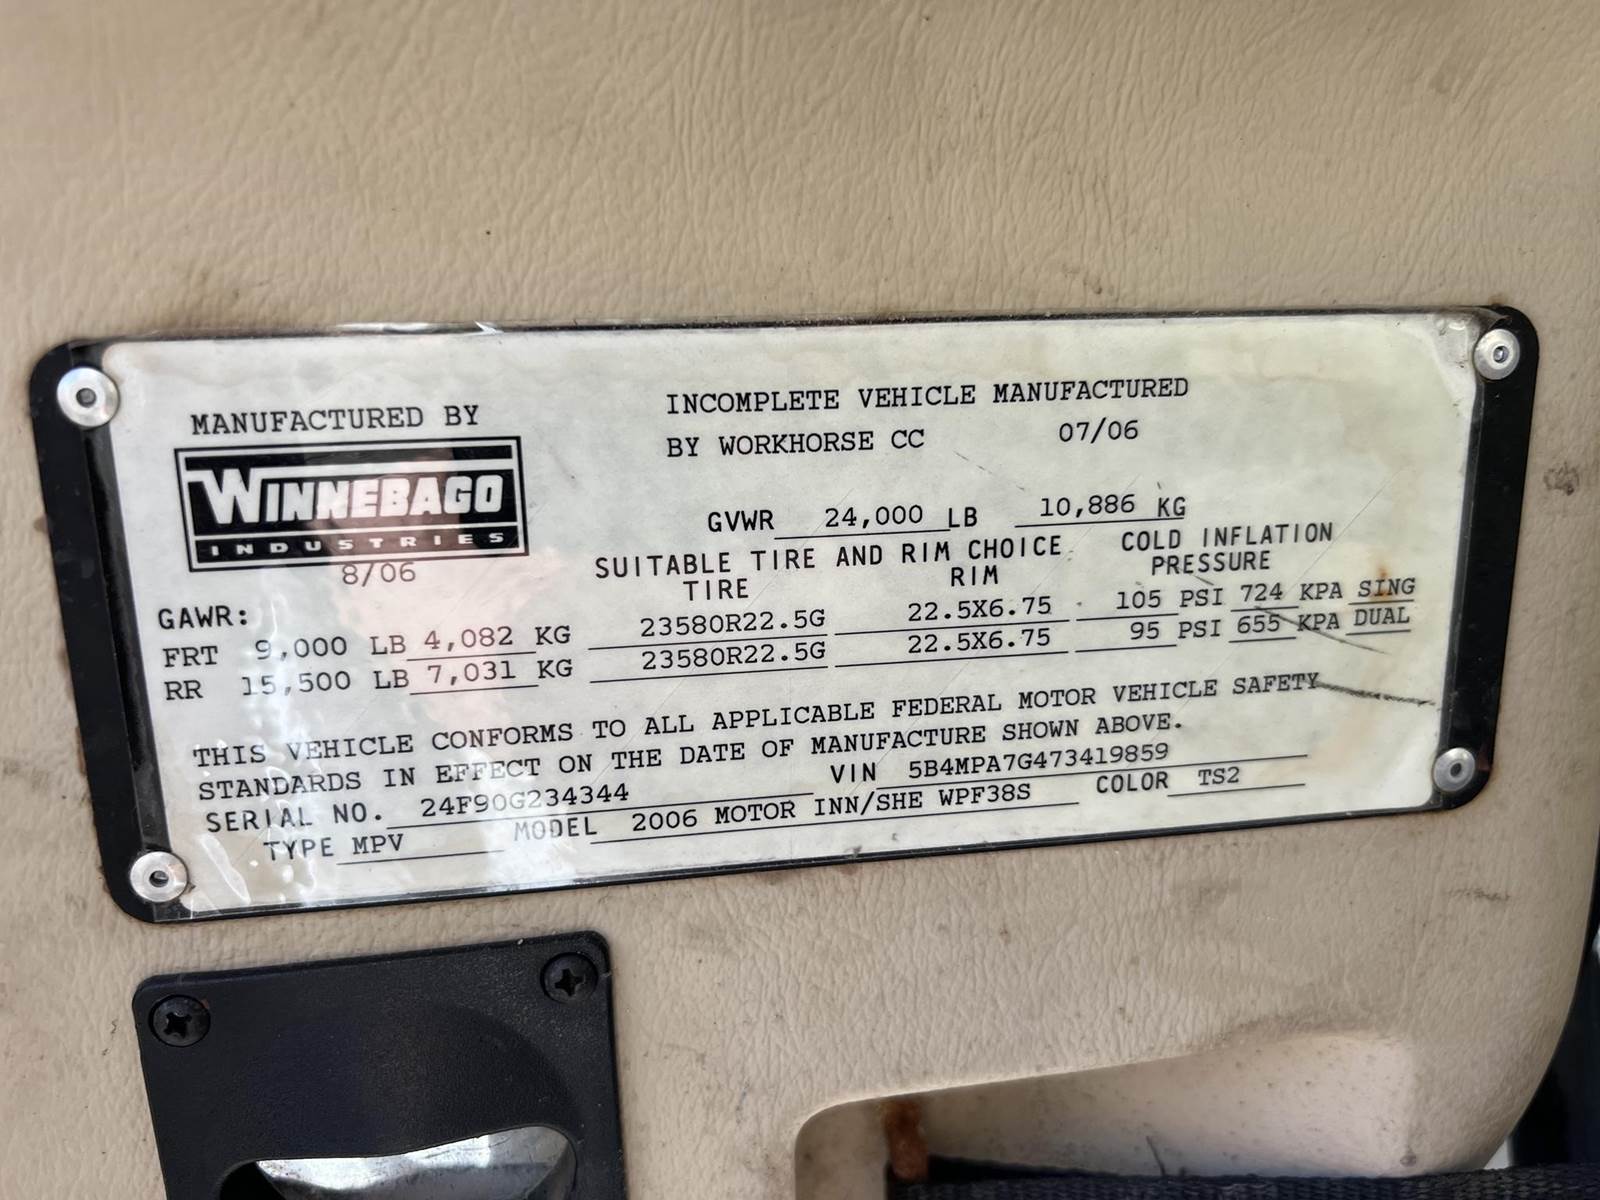 MANUFACTURED BY
WINNEBAGO
INDUSTRIES
8/06
INCOMPLETE VEHICLE MANUFACTURED
BY WORKHORSE CC 07/06
GVWR 24,000 LB 10,886 KG
SUITABLE TIRE AND RIM CHOICE COLD INFLATION
TIRE RIM PRESSURE
GAWR:
FRT 9,000 LB 4,082 KG 23580R22.5G 22.5X6.75 105 PSI 724 KPA SING
RR 15,500 LB 7,031 KG 23580R22.5G 22.5X6.75 95 PSI 655 KPA DUAL
THIS VEHICLE CONFORMS TO ALL APPLICABLE FEDERAL MOTOR VEHICLE SAFETY
STANDARDS IN EFFECT ON THE DATE OF MANUFACTURE SHOWN ABOVE.
SERIAL NO. 24F90G234344 VIN 5B4MPA7G473419859
TYPE MPV MODEL 2006 MOTOR INN/SHE WPF38S COLOR TS2